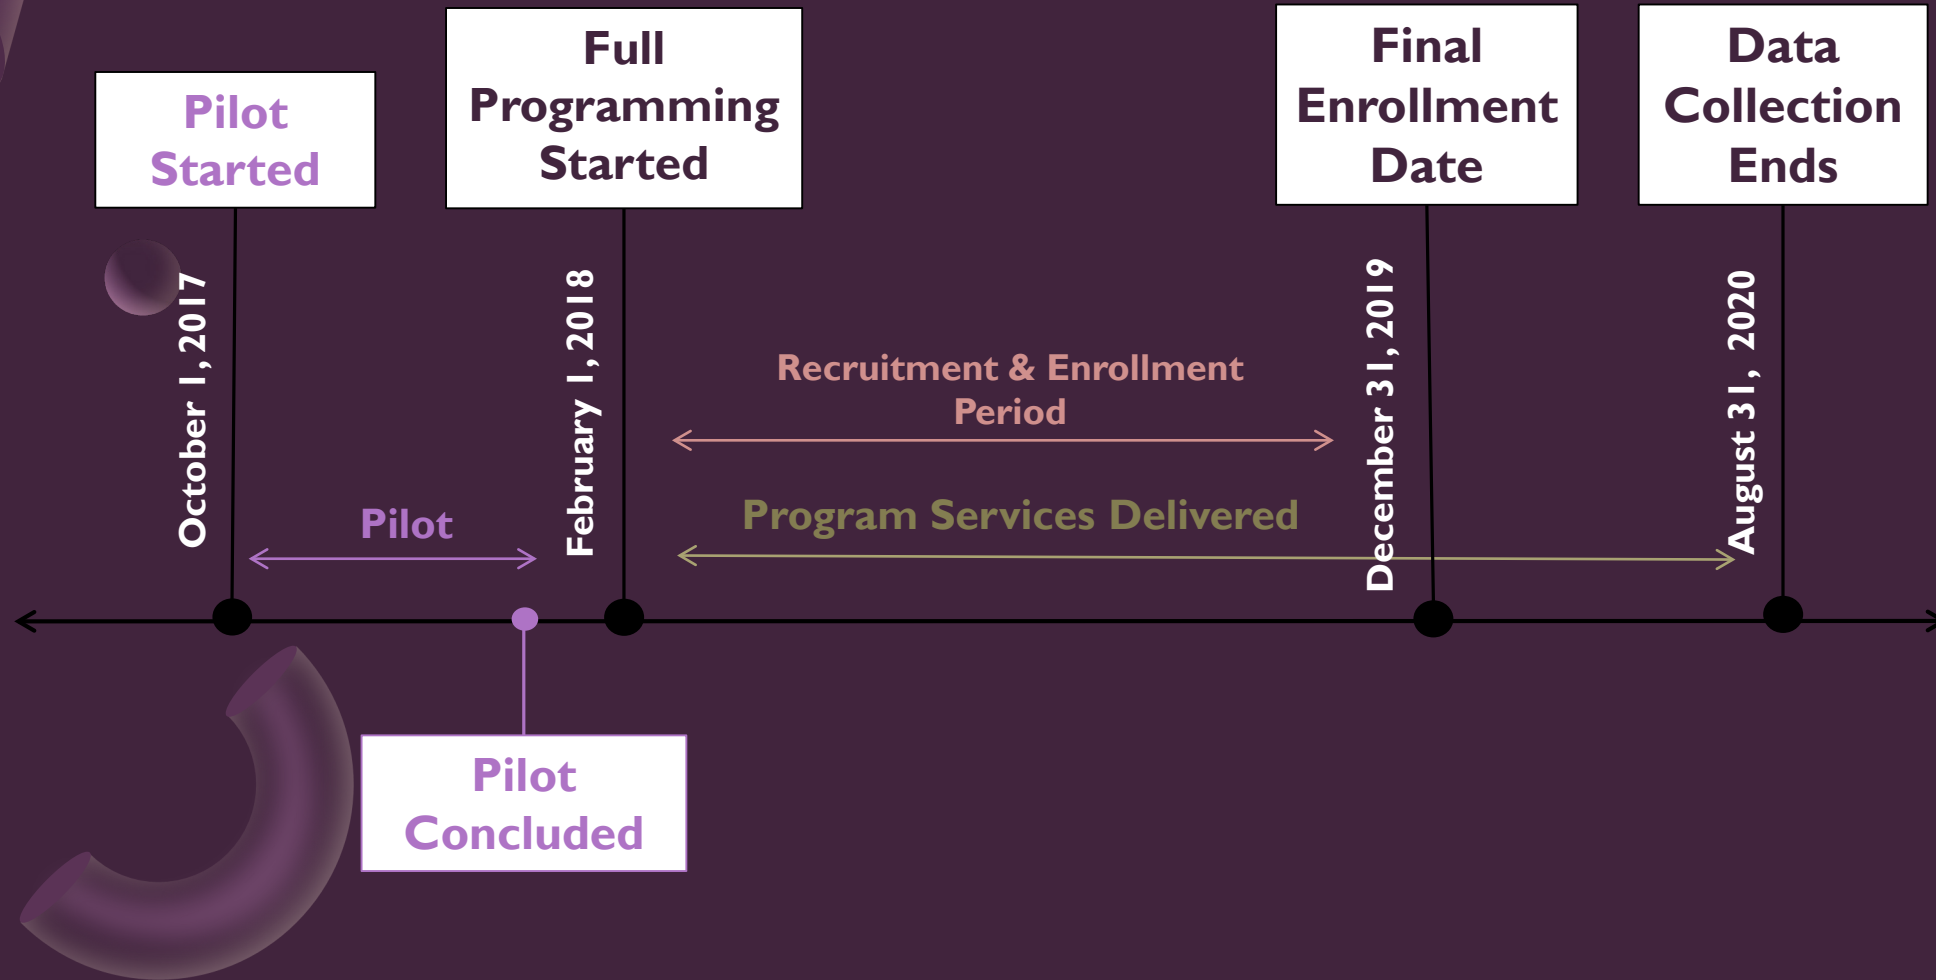 Pilot
Started
Full
Programming
Started
Final
Enrollment
Date
Data
Collection
Ends
October 1, 2017
February 1, 2018
December 31, 2019
August 31, 2020
Recruitment & Enrollment
Period
Pilot
Program Services Delivered
Pilot
Concluded